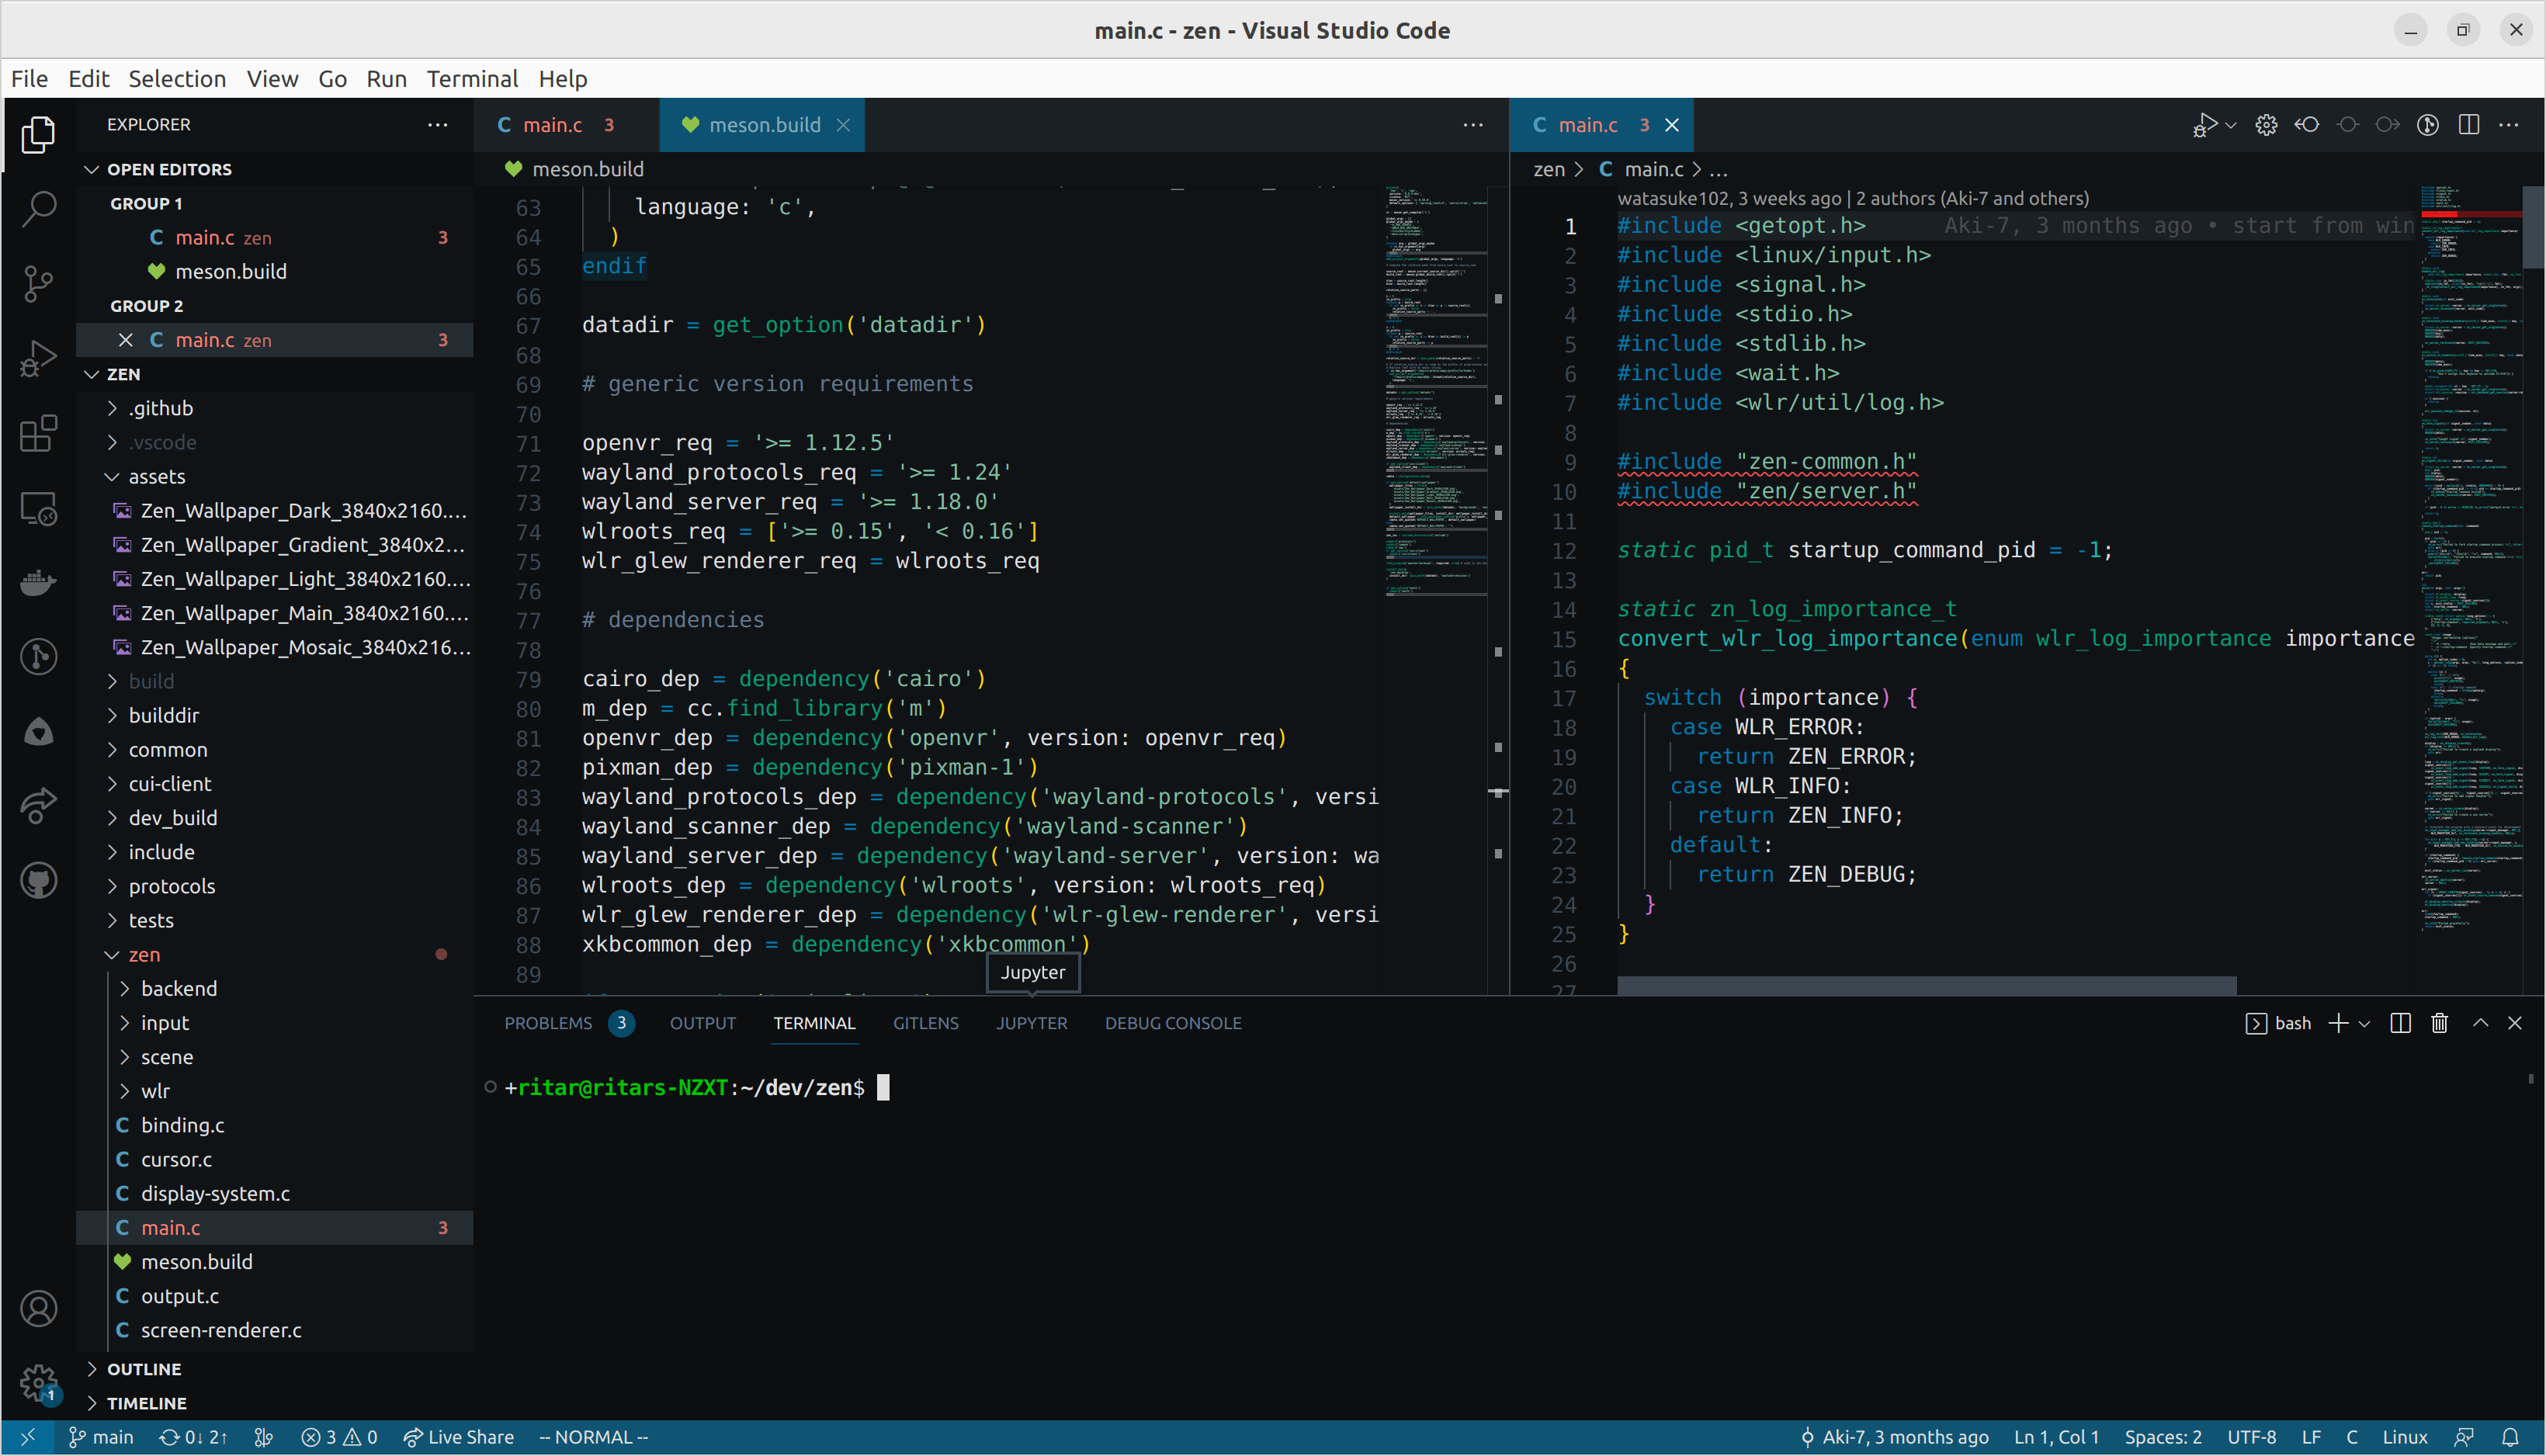 main.c - zen - Visual Studio Code
File Edit Selection View Go Run Terminal Help
EXPLORER
OPEN EDITORS
GROUP 1
main.c zen 3
meson.build
GROUP 2
main.c zen 3
ZEN
.github
.vscode
assets
Zen_Wallpaper_Dark_3840x2160....
Zen_Wallpaper_Gradient_3840x2...
Zen_Wallpaper_Light_3840x2160....
Zen_Wallpaper_Main_3840x2160....
Zen_Wallpaper_Mosaic_3840x216...
build
builddir
common
cui-client
dev_build
include
protocols
tests
zen
backend
input
scene
wlr
C binding.c
C cursor.c
C display-system.c
C main.c 3
meson.build
C output.c
C screen-renderer.c
OUTLINE
TIMELINE
1
C main.c 3 meson.build
meson.build
63 language: 'c',
64 )
65 endif
66
67 datadir = get_option('datadir')
68
69 # generic version requirements
70
71 openvr_req = '>= 1.12.5'
72 wayland_protocols_req = '>= 1.24'
73 wayland_server_req = '>= 1.18.0'
74 wlroots_req = ['>= 0.15', '< 0.16']
75 wlr_glew_renderer_req = wlroots_req
76
77 # dependencies
78
79 cairo_dep = dependency('cairo')
80 m_dep = cc.find_library('m')
81 openvr_dep = dependency('openvr', version: openvr_req)
82 pixman_dep = dependency('pixman-1')
83 wayland_protocols_dep = dependency('wayland-protocols', versi
84 wayland_scanner_dep = dependency('wayland-scanner')
85 wayland_server_dep = dependency('wayland-server', version: wa
86 wlroots_dep = dependency('wlroots', version: wlroots_req)
87 wlr_glew_renderer_dep = dependency('wlr-glew-renderer', versi
88 xkbcommon_dep = dependency('xkbcommon')
89
Jupyter
C main.c 3
zen > C main.c > ...
watasuke102, 3 weeks ago | 2 authors (Aki-7 and others)
1 #include <getopt.h> Aki-7, 3 months ago • start from win
2 #include <linux/input.h>
3 #include <signal.h>
4 #include <stdio.h>
5 #include <stdlib.h>
6 #include <wait.h>
7 #include <wlr/util/log.h>
8
9 #include "zen-common.h"
10 #include "zen/server.h"
11
12 static pid_t startup_command_pid = -1;
13
14 static zn_log_importance_t
15 convert_wlr_log_importance(enum wlr_log_importance importance
16 {
17 switch (importance) {
18 case WLR_ERROR:
19 return ZEN_ERROR;
20 case WLR_INFO:
21 return ZEN_INFO;
22 default:
23 return ZEN_DEBUG;
24 }
25 }
26
27
PROBLEMS 3 OUTPUT TERMINAL GITLENS JUPYTER DEBUG CONSOLE
bash
+ritar@ritars-NZXT:~/dev/zen$
main 0↓ 2↑ 3 0 Live Share -- NORMAL -- Aki-7, 3 months ago Ln 1, Col 1 Spaces: 2 UTF-8 LF C Linux